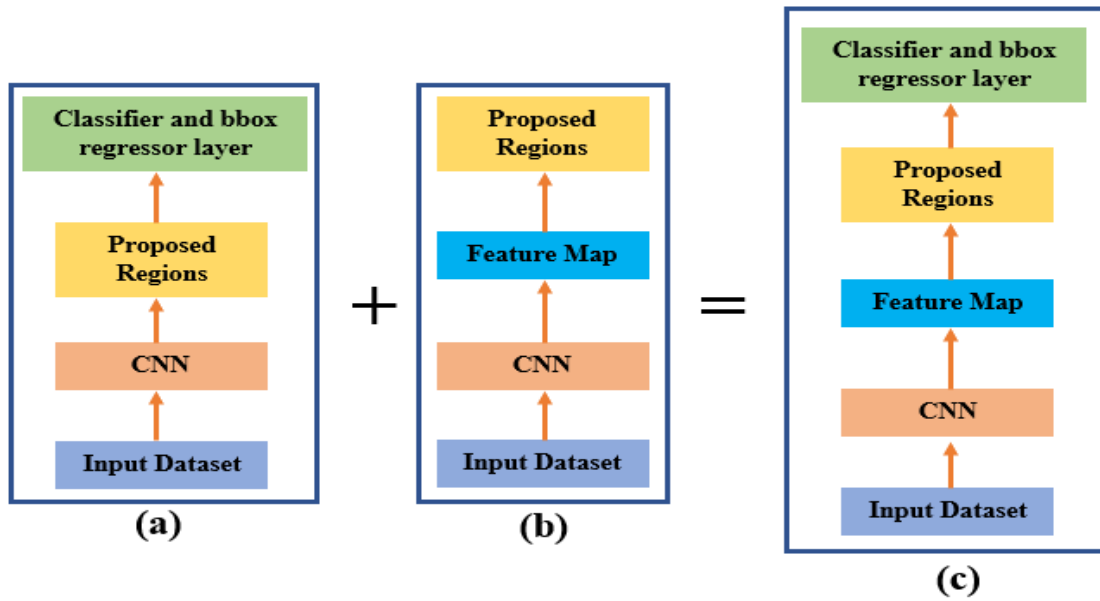 Classifier and bbox
regressor layer
Proposed
Regions
CNN
Input Dataset
(a)
+
Proposed
Regions
Feature Map
CNN
Input Dataset
(b)
=
Classifier and bbox
regressor layer
Proposed
Regions
Feature Map
CNN
Input Dataset
(c)